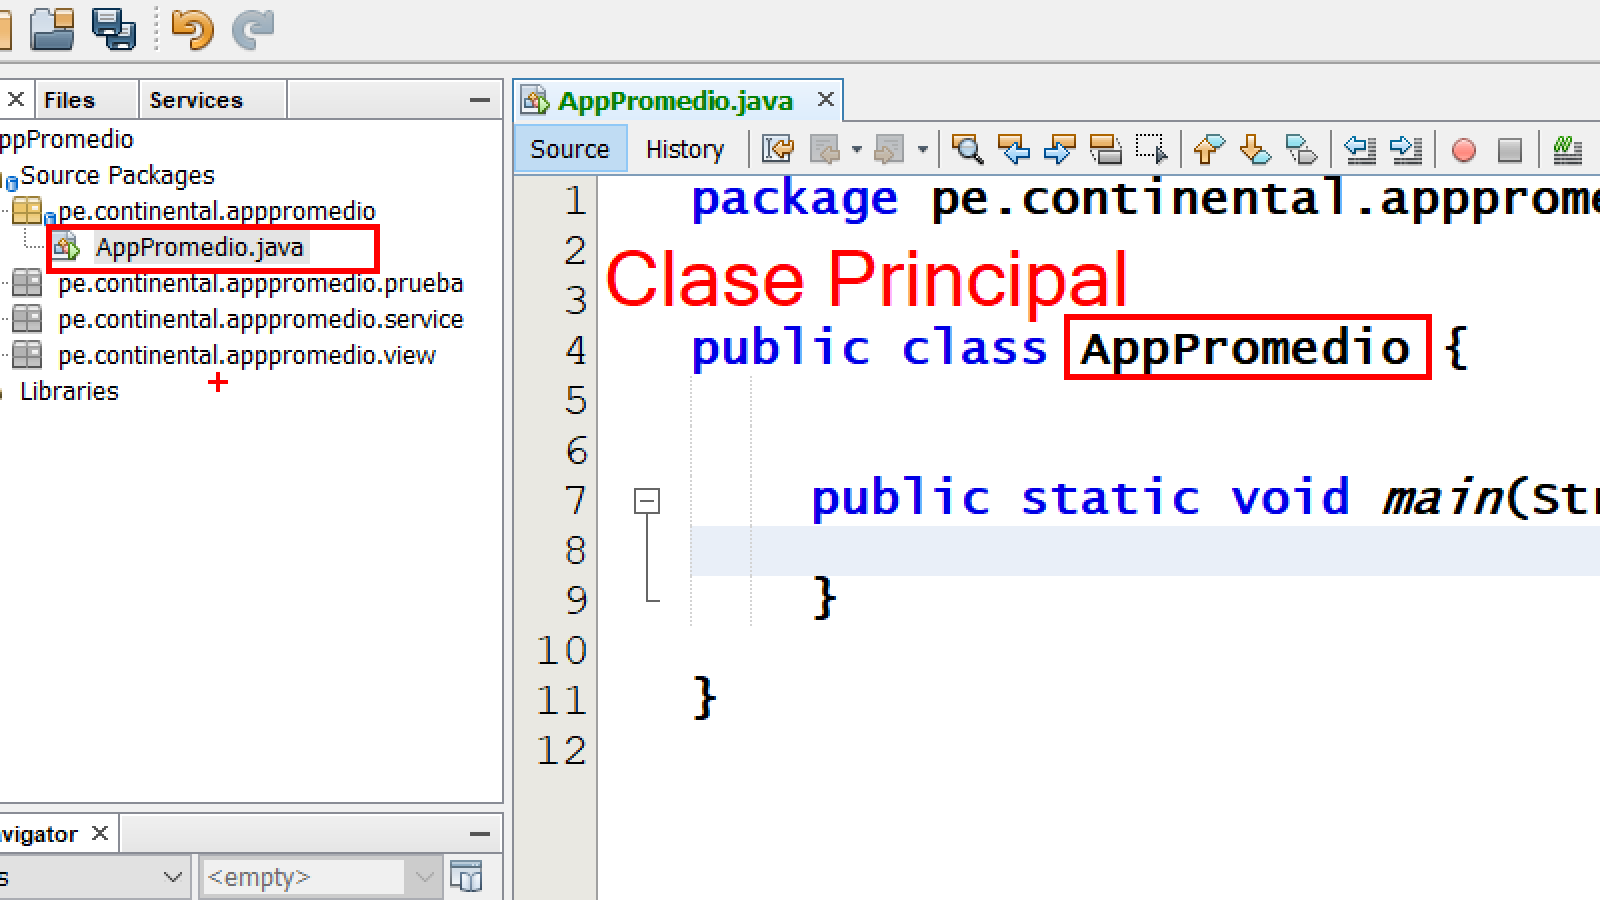 Files
Services
AppPromedio.java
ppPromedio
Source
History
Source Packages
pe.continental.apppromedio
AppPromedio.java
pe.continental.apppromedio.prueba
pe.continental.apppromedio.service
pe.continental.apppromedio.view
Libraries
1 package pe.continental.appprome
2
Clase Principal
3
4 public class AppPromedio {
5
6
7 public static void main(Str
8
9 }
10
11 }
12
vigator
s
<empty>